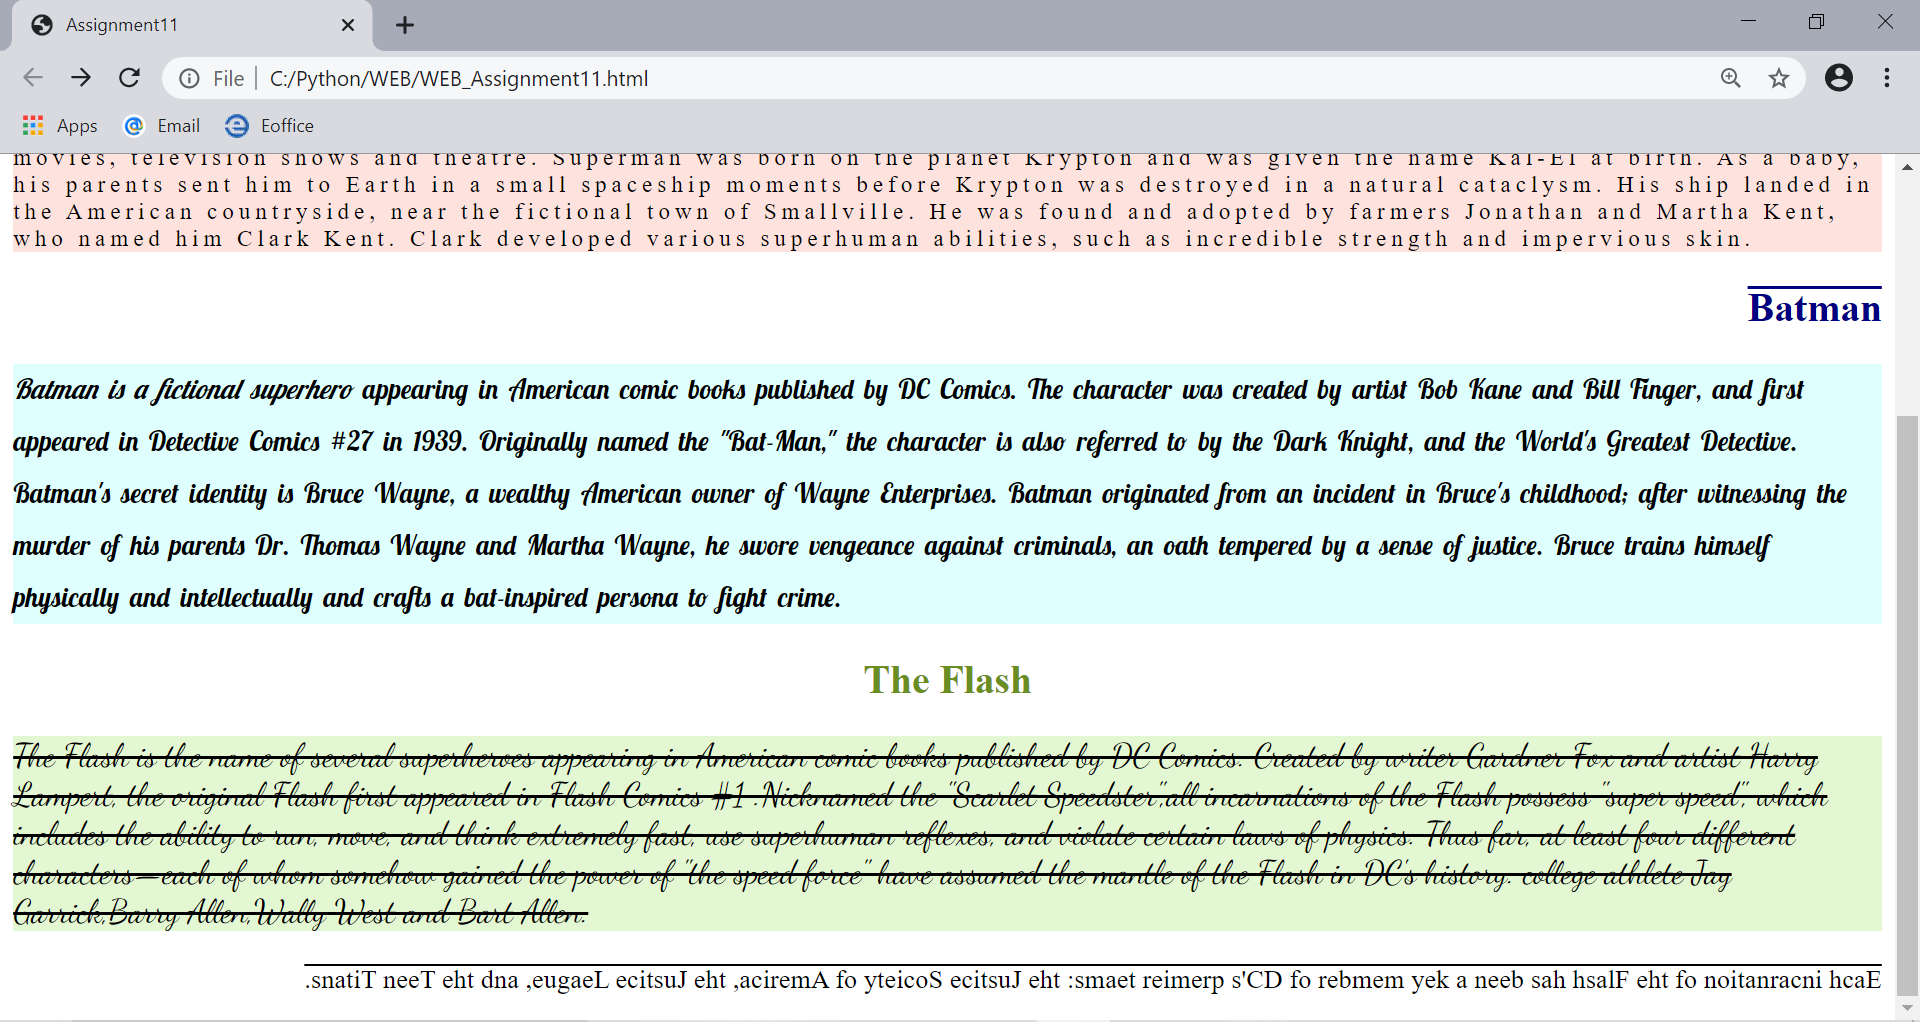 Assignment11
File
C:/Python/WEB/WEB_Assignment11.html
Apps
Email
Eoffice
movies, television shows and theatre. Superman was born on the planet Krypton and was given the name Kal-El at birth. As a baby,
his parents sent him to Earth in a small spaceship moments before Krypton was destroyed in a natural cataclysm. His ship landed in
the American countryside, near the fictional town of Smallville. He was found and adopted by farmers Jonathan and Martha Kent,
who named him Clark Kent. Clark developed various superhuman abilities, such as incredible strength and impervious skin.
Batman
Batman is a fictional superhero appearing in American comic books published by DC Comics. The character was created by artist Bob Kane and Bill Finger, and first
appeared in Detective Comics #27 in 1939. Originally named the "Bat-Man," the character is also referred to by the Dark Knight, and the World's Greatest Detective.
Batman's secret identity is Bruce Wayne, a wealthy American owner of Wayne Enterprises. Batman originated from an incident in Bruce's childhood; after witnessing the
murder of his parents Dr. Thomas Wayne and Martha Wayne, he swore vengeance against criminals, an oath tempered by a sense of justice. Bruce trains himself
physically and intellectually and crafts a bat-inspired persona to fight crime.
The Flash
The Flash is the name of several superheroes appearing in American comic books published by DC Comics. Created by writer Gardner Fox and artist Harry
Lampert, the original Flash first appeared in Flash Comics #1 .Nicknamed the "Scarlet Speedster",all incarnations of the Flash possess "super speed", which
includes the ability to run, move, and think extremely fast, use superhuman reflexes, and violate certain laws of physics. Thus far, at least four different
characters—each of whom somehow gained the power of "the speed force" have assumed the mantle of the Flash in DC's history: college athlete Jay
Garrick,Barry Allen,Wally West and Bart Allen.
.snatiT neeT eht dna ,eugaeL ecitsuJ eht ,aciremA fo yteicoS ecitsuJ eht :smaet reimerp s'CD fo rebmem yek a neeb sah hsalF eht fo noitanracni hcaE